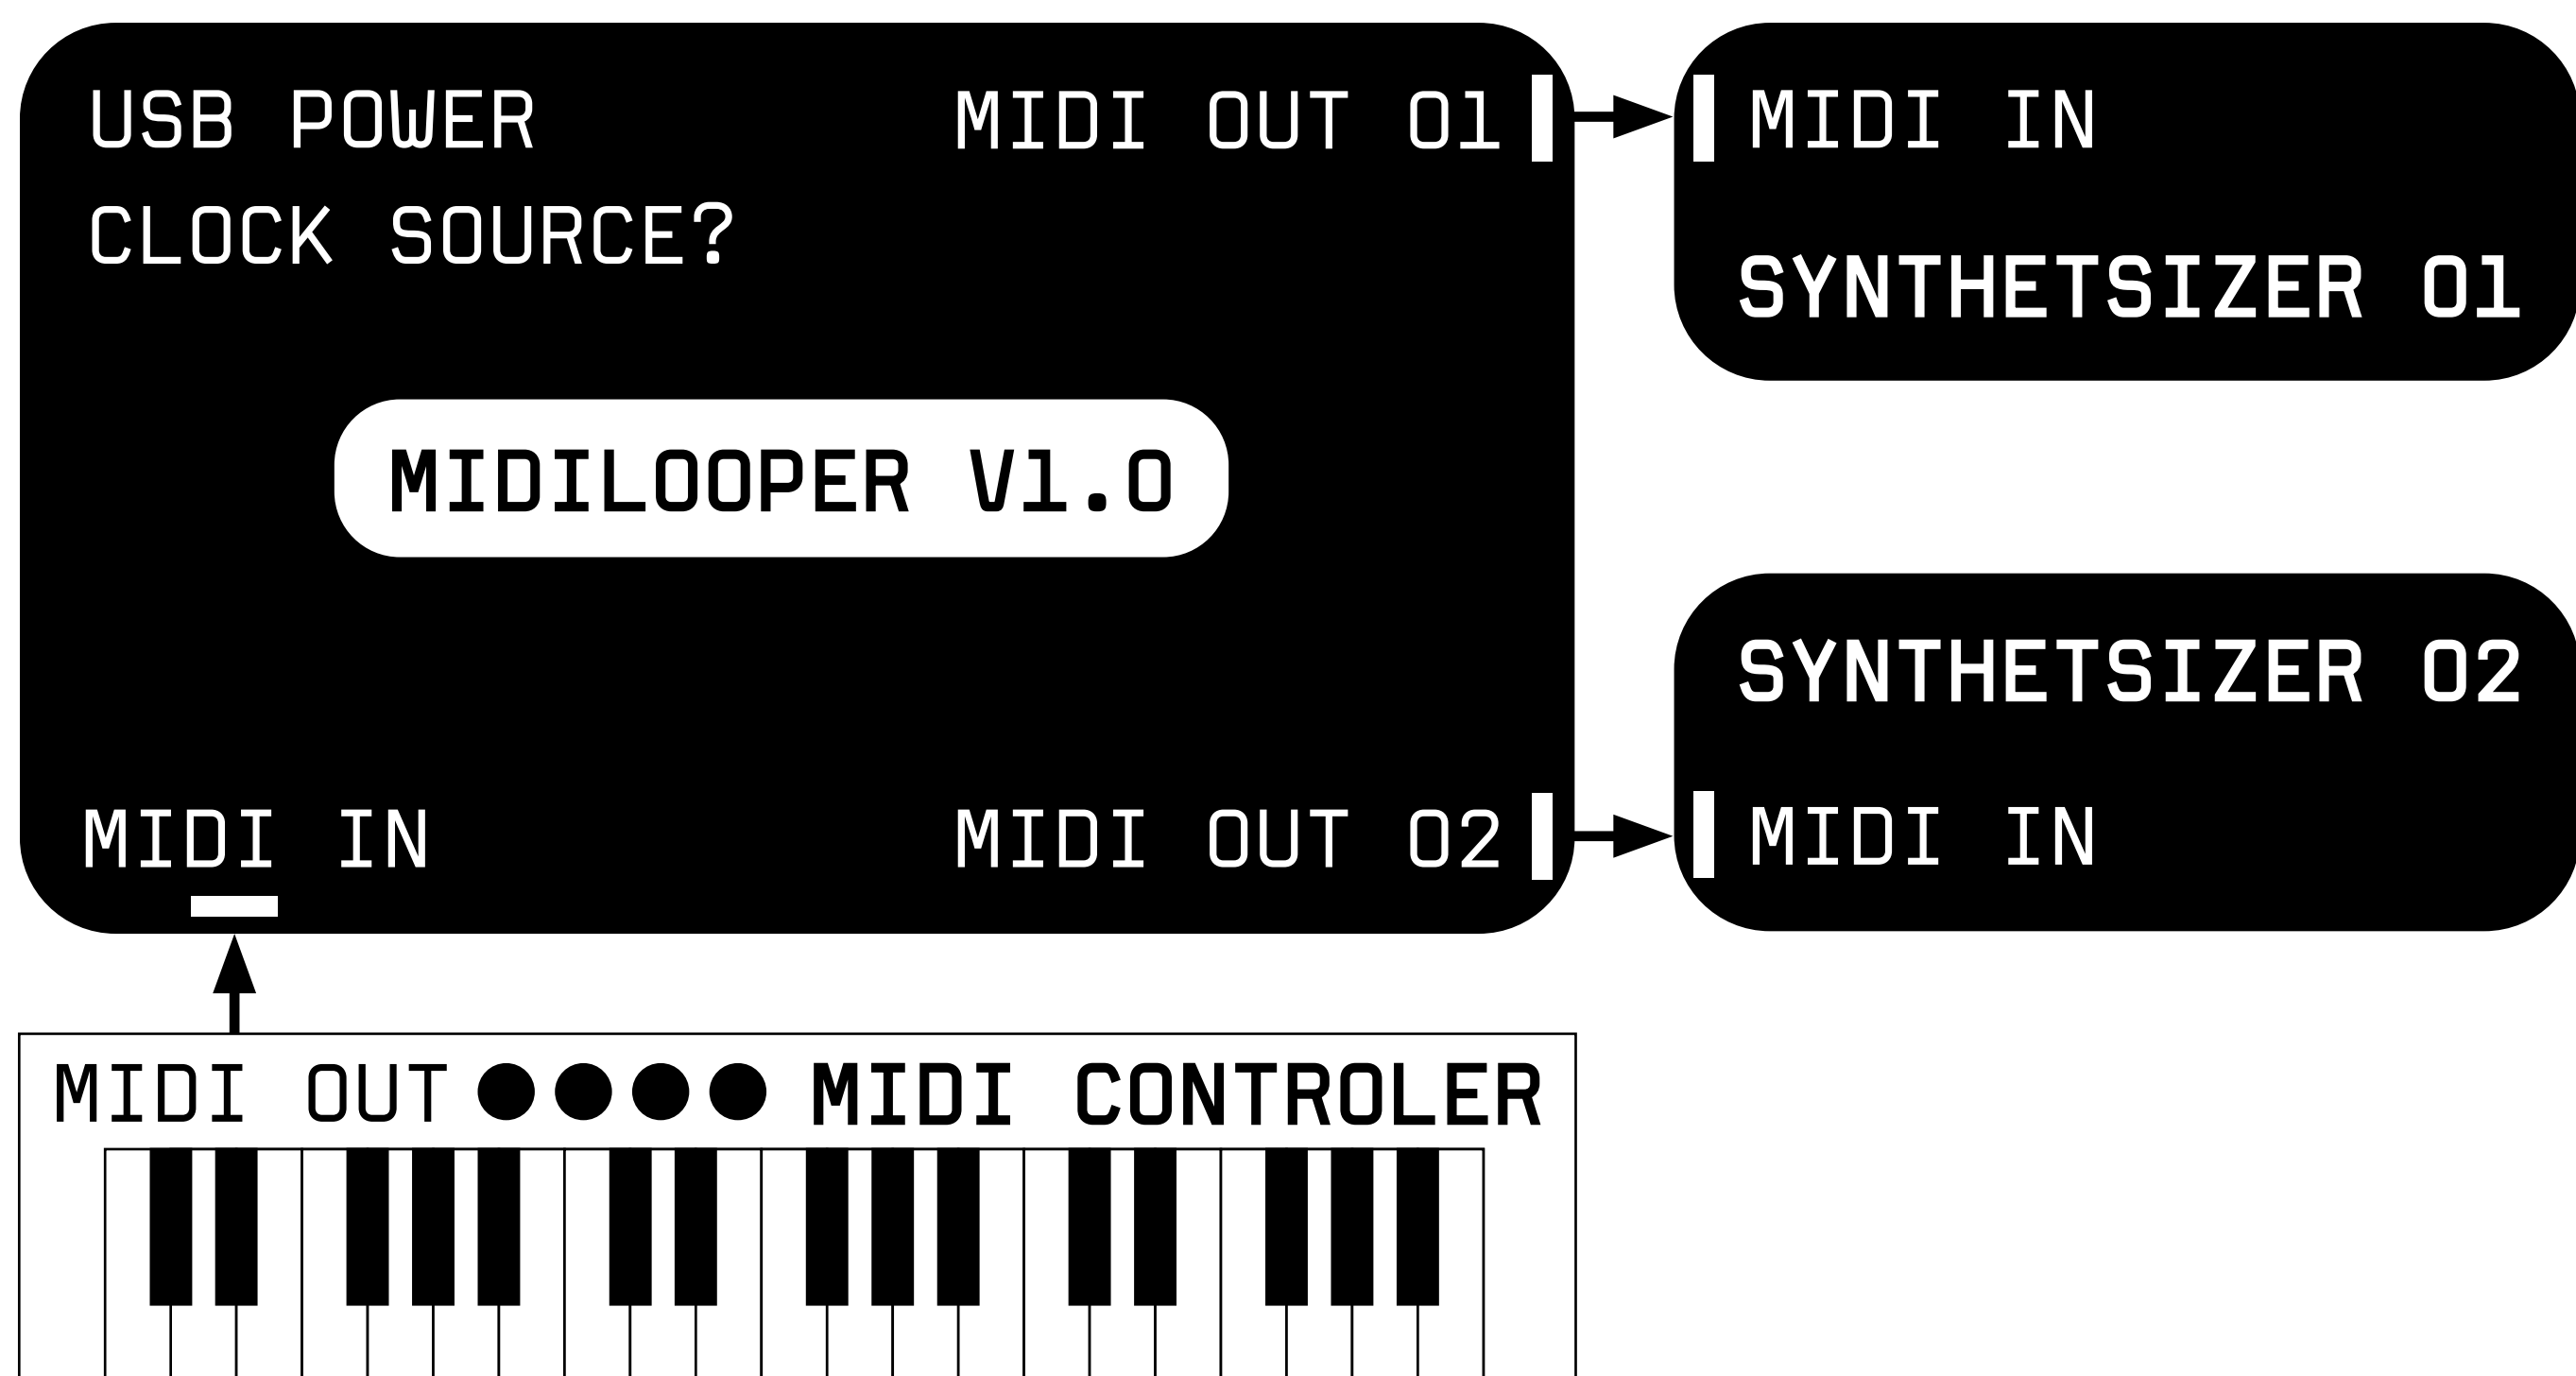 USB POWER
CLOCK SOURCE?
MIDI OUT 01
MIDILOOPER V1.0
MIDI IN
MIDI OUT 02
MIDI IN
SYNTHETSIZER 01
SYNTHETSIZER 02
MIDI IN
MIDI OUT
MIDI CONTROLER